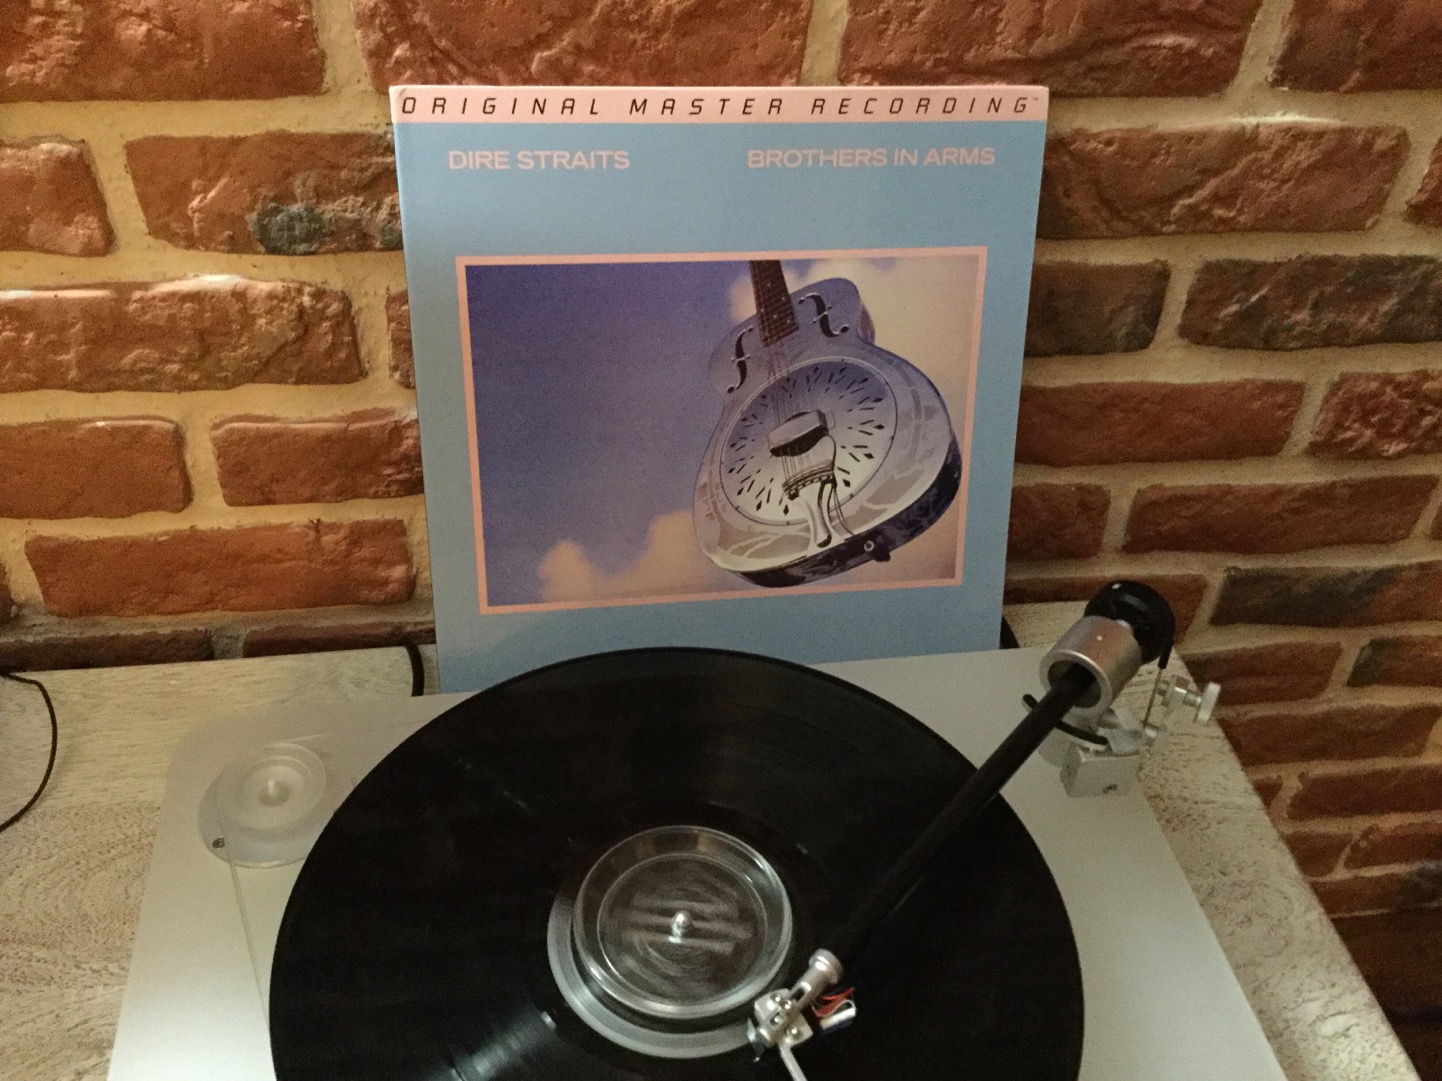 ORIGINAL MASTER RECORDING™
DIRE STRAITS BROTHERS IN ARMS